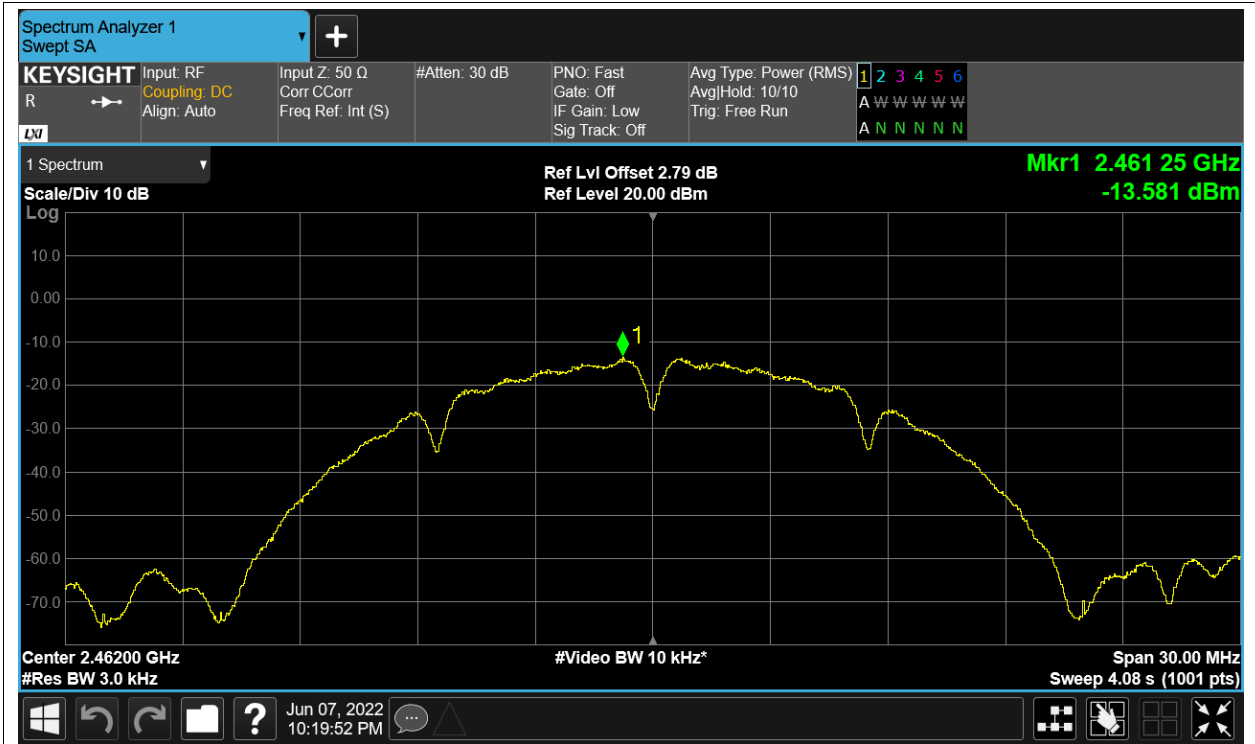 Spectrum Analyzer 1
Swept SA
KEYSIGHT
R
LXI
Input: RF
Coupling: DC
Align: Auto
Input Z: 50 Ω
Corr CCorr
Freq Ref: Int (S)
#Atten: 30 dB
PNO: Fast
Gate: Off
IF Gain: Low
Sig Track: Off
Avg Type: Power (RMS)
Avg|Hold: 10/10
Trig: Free Run
1 2 3 4 5 6
A W W W W W
A N N N N N
1 Spectrum
Scale/Div 10 dB
Log
Ref Lvl Offset 2.79 dB
Ref Level 20.00 dBm
Mkr1 2.461 25 GHz
-13.581 dBm
10.0
0.00
-10.0
-20.0
-30.0
-40.0
-50.0
-60.0
-70.0
1
Center 2.46200 GHz
#Res BW 3.0 kHz
#Video BW 10 kHz*
Span 30.00 MHz
Sweep 4.08 s (1001 pts)
?
Jun 07, 2022
10:19:52 PM